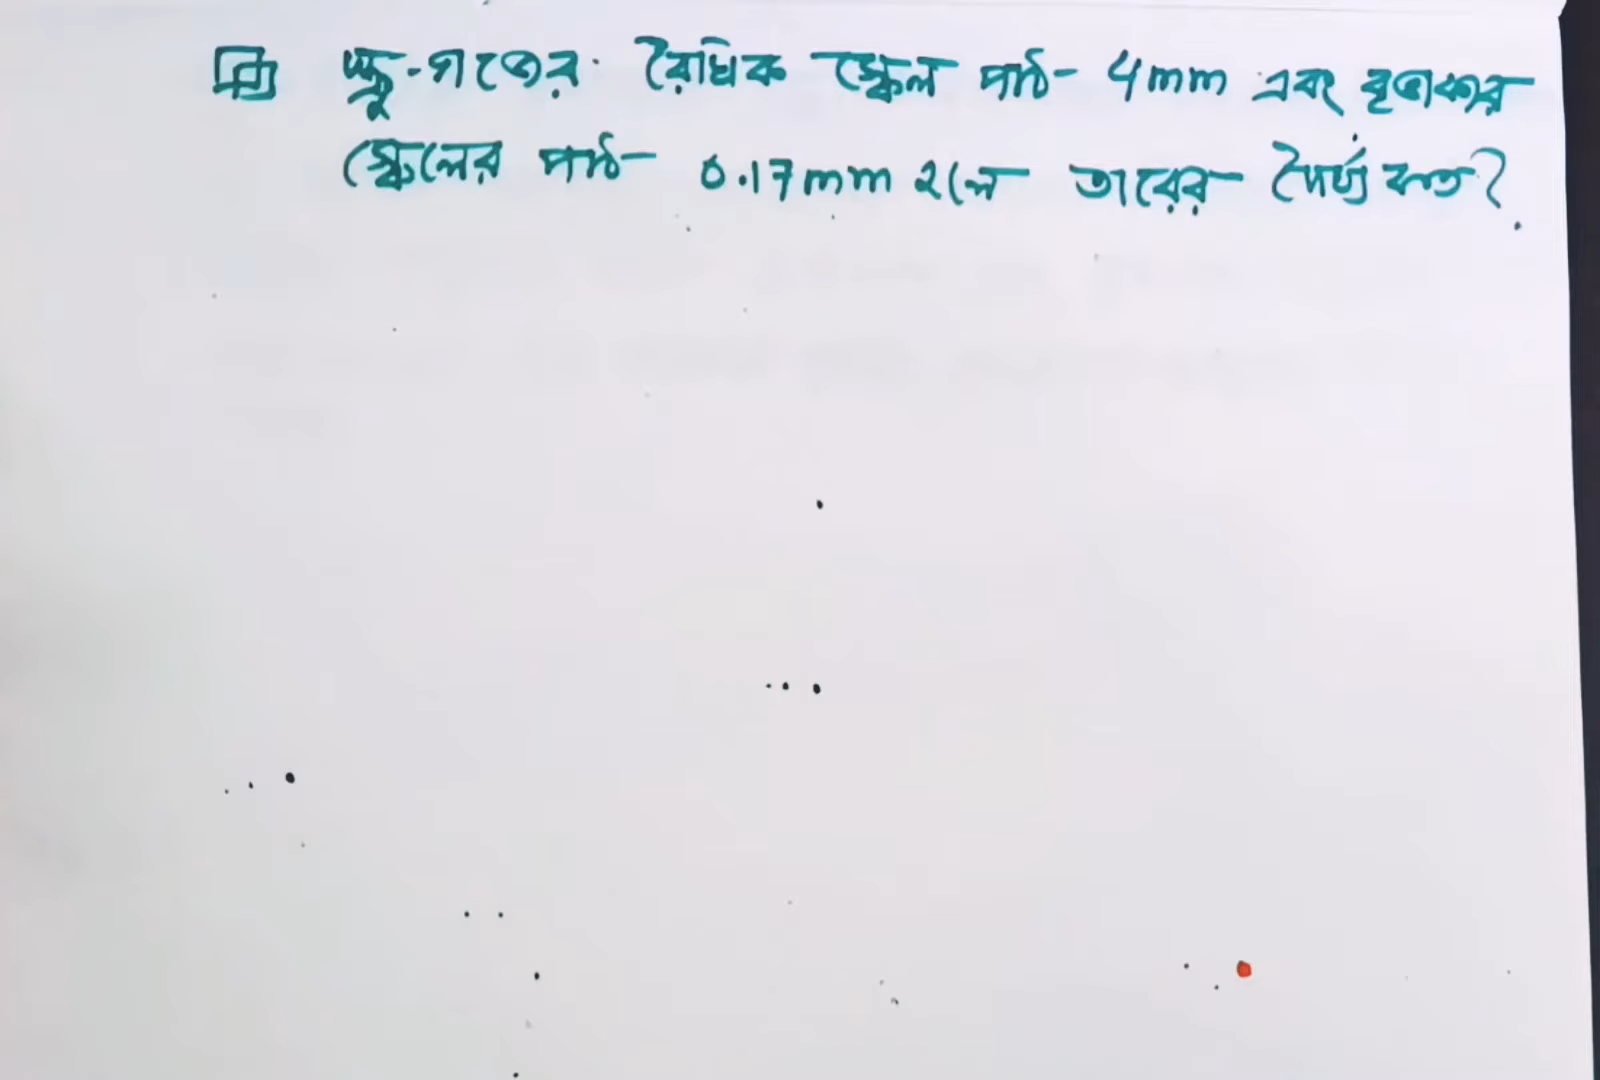 স্ক্রু-গজের রৈখিক স্কেল পাঠ 4mm এবং বৃত্তাকার
স্কেলের পাঠ 0.17mm হলে তারের দৈর্ঘ্য কত?